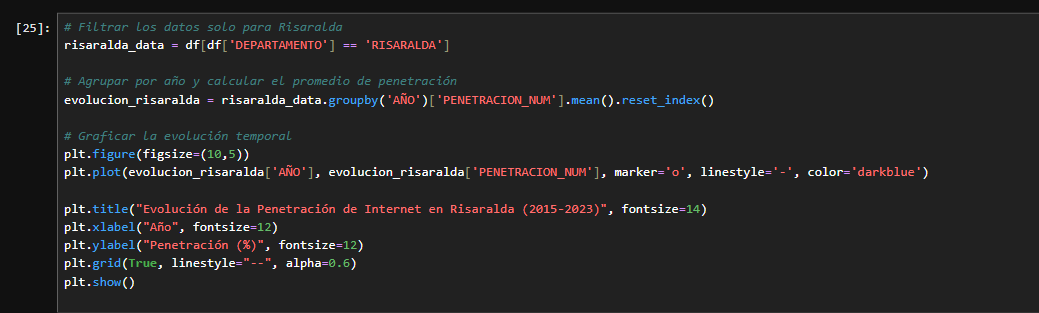 [25]: # Filtrar los datos solo para Risaralda
risaralda_data = df[df['DEPARTAMENTO'] == 'RISARALDA']
# Agrupar por año y calcular el promedio de penetración
evolucion_risaralda = risaralda_data.groupby('AÑO')['PENETRACION_NUM'].mean().reset_index()
# Graficar la evolución temporal
plt.figure(figsize=(10,5))
plt.plot(evolucion_risaralda['AÑO'], evolucion_risaralda['PENETRACION_NUM'], marker='o', linestyle='-', color='darkblue')
plt.title("Evolución de la Penetración de Internet en Risaralda (2015-2023)", fontsize=14)
plt.xlabel("Año", fontsize=12)
plt.ylabel("Penetración (%)", fontsize=12)
plt.grid(True, linestyle="--", alpha=0.6)
plt.show()